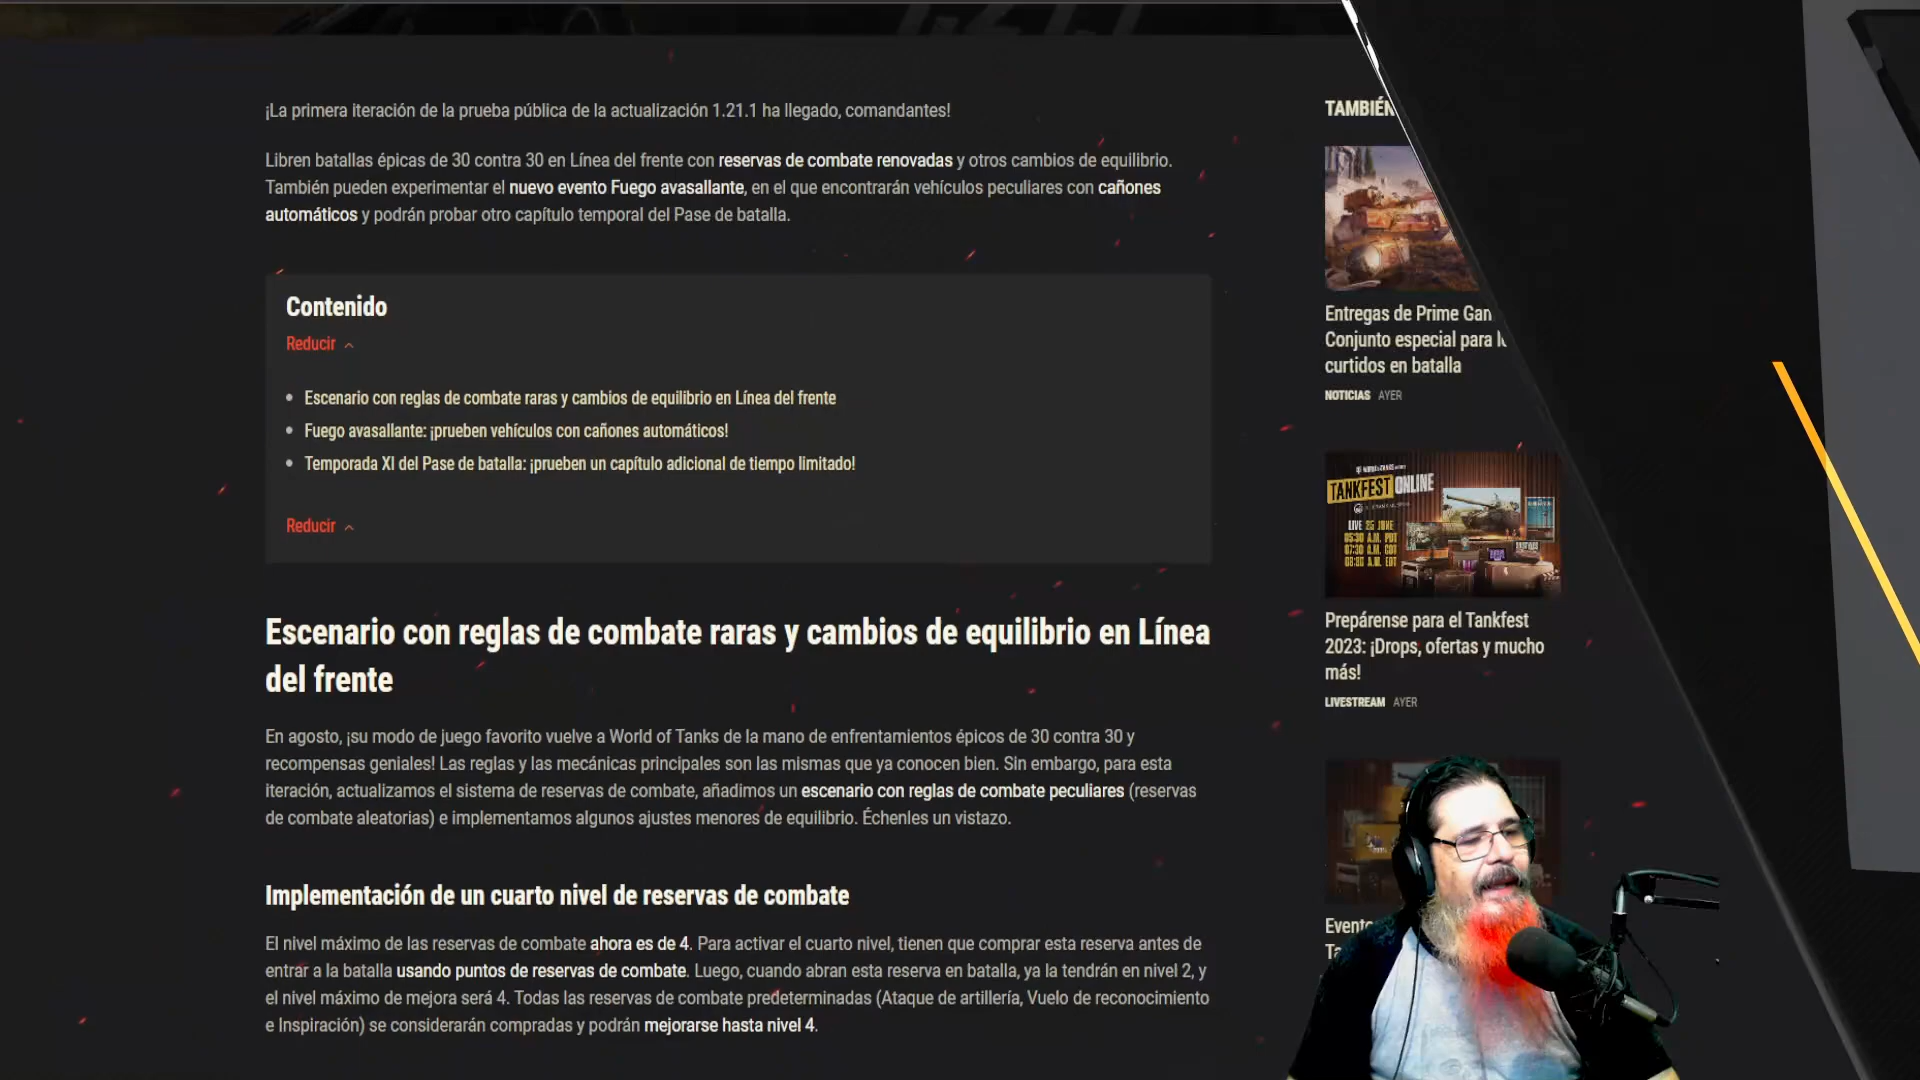 ¡La primera iteración de la prueba pública de la actualización 1.21.1 ha llegado, comandantes!
Libren batallas épicas de 30 contra 30 en Línea del frente con reservas de combate renovadas y otros cambios de equilibrio.
También pueden experimentar el nuevo evento Fuego avasallante, en el que encontrarán vehículos peculiares con cañones
automáticos y podrán probar otro capítulo temporal del Pase de batalla.
Contenido
Reducir
• Escenario con reglas de combate raras y cambios de equilibrio en Línea del frente
• Fuego avasallante: ¡prueben vehículos con cañones automáticos!
• Temporada XI del Pase de batalla: ¡prueben un capítulo adicional de tiempo limitado!
Reducir
Escenario con reglas de combate raras y cambios de equilibrio en Línea
del frente
En agosto, ¡su modo de juego favorito vuelve a World of Tanks de la mano de enfrentamientos épicos de 30 contra 30 y
recompensas geniales! Las reglas y las mecánicas principales son las mismas que ya conocen bien. Sin embargo, para esta
iteración, actualizamos el sistema de reservas de combate, añadimos un escenario con reglas de combate peculiares (reservas
de combate aleatorias) e implementamos algunos ajustes menores de equilibrio. Échenles un vistazo.
Implementación de un cuarto nivel de reservas de combate
El nivel máximo de las reservas de combate ahora es de 4. Para activar el cuarto nivel, tienen que comprar esta reserva antes de
entrar a la batalla usando puntos de reservas de combate. Luego, cuando abran esta reserva en batalla, ya la tendrán en nivel 2, y
el nivel máximo de mejora será 4. Todas las reservas de combate predeterminadas (Ataque de artillería, Vuelo de reconocimiento
e Inspiración) se considerarán compradas y podrán mejorarse hasta nivel 4.
TAMBIÉN
Entregas de Prime Gam
Conjunto especial para l
curtidos en batalla
NOTICIAS AYER
TANKFEST ONLINE
LIVE 25 JUNE
05:30 A.M. PDT
07:30 A.M. CDT
08:30 A.M. EDT
Prepárense para el Tankfest
2023: ¡Drops, ofertas y mucho
más!
LIVESTREAM AYER
Evento
Ta